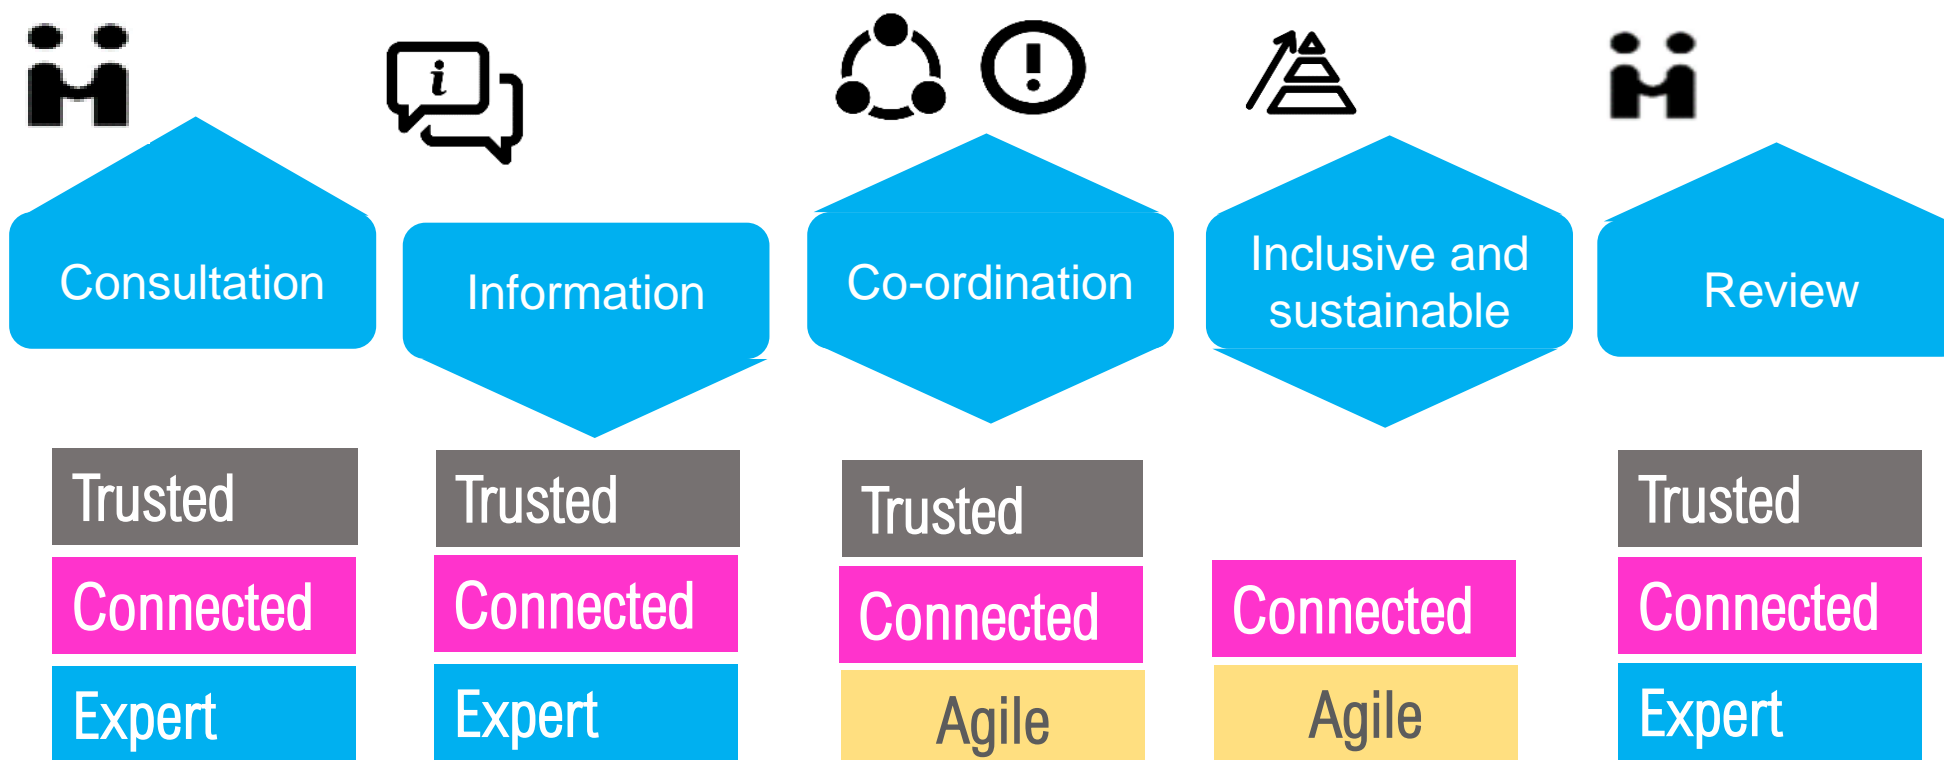 i
!
Consultation
Information
Co-ordination
Inclusive and
sustainable
Review
Trusted
Connected
Expert
Trusted
Connected
Expert
Trusted
Connected
Agile
Connected
Agile
Trusted
Connected
Expert